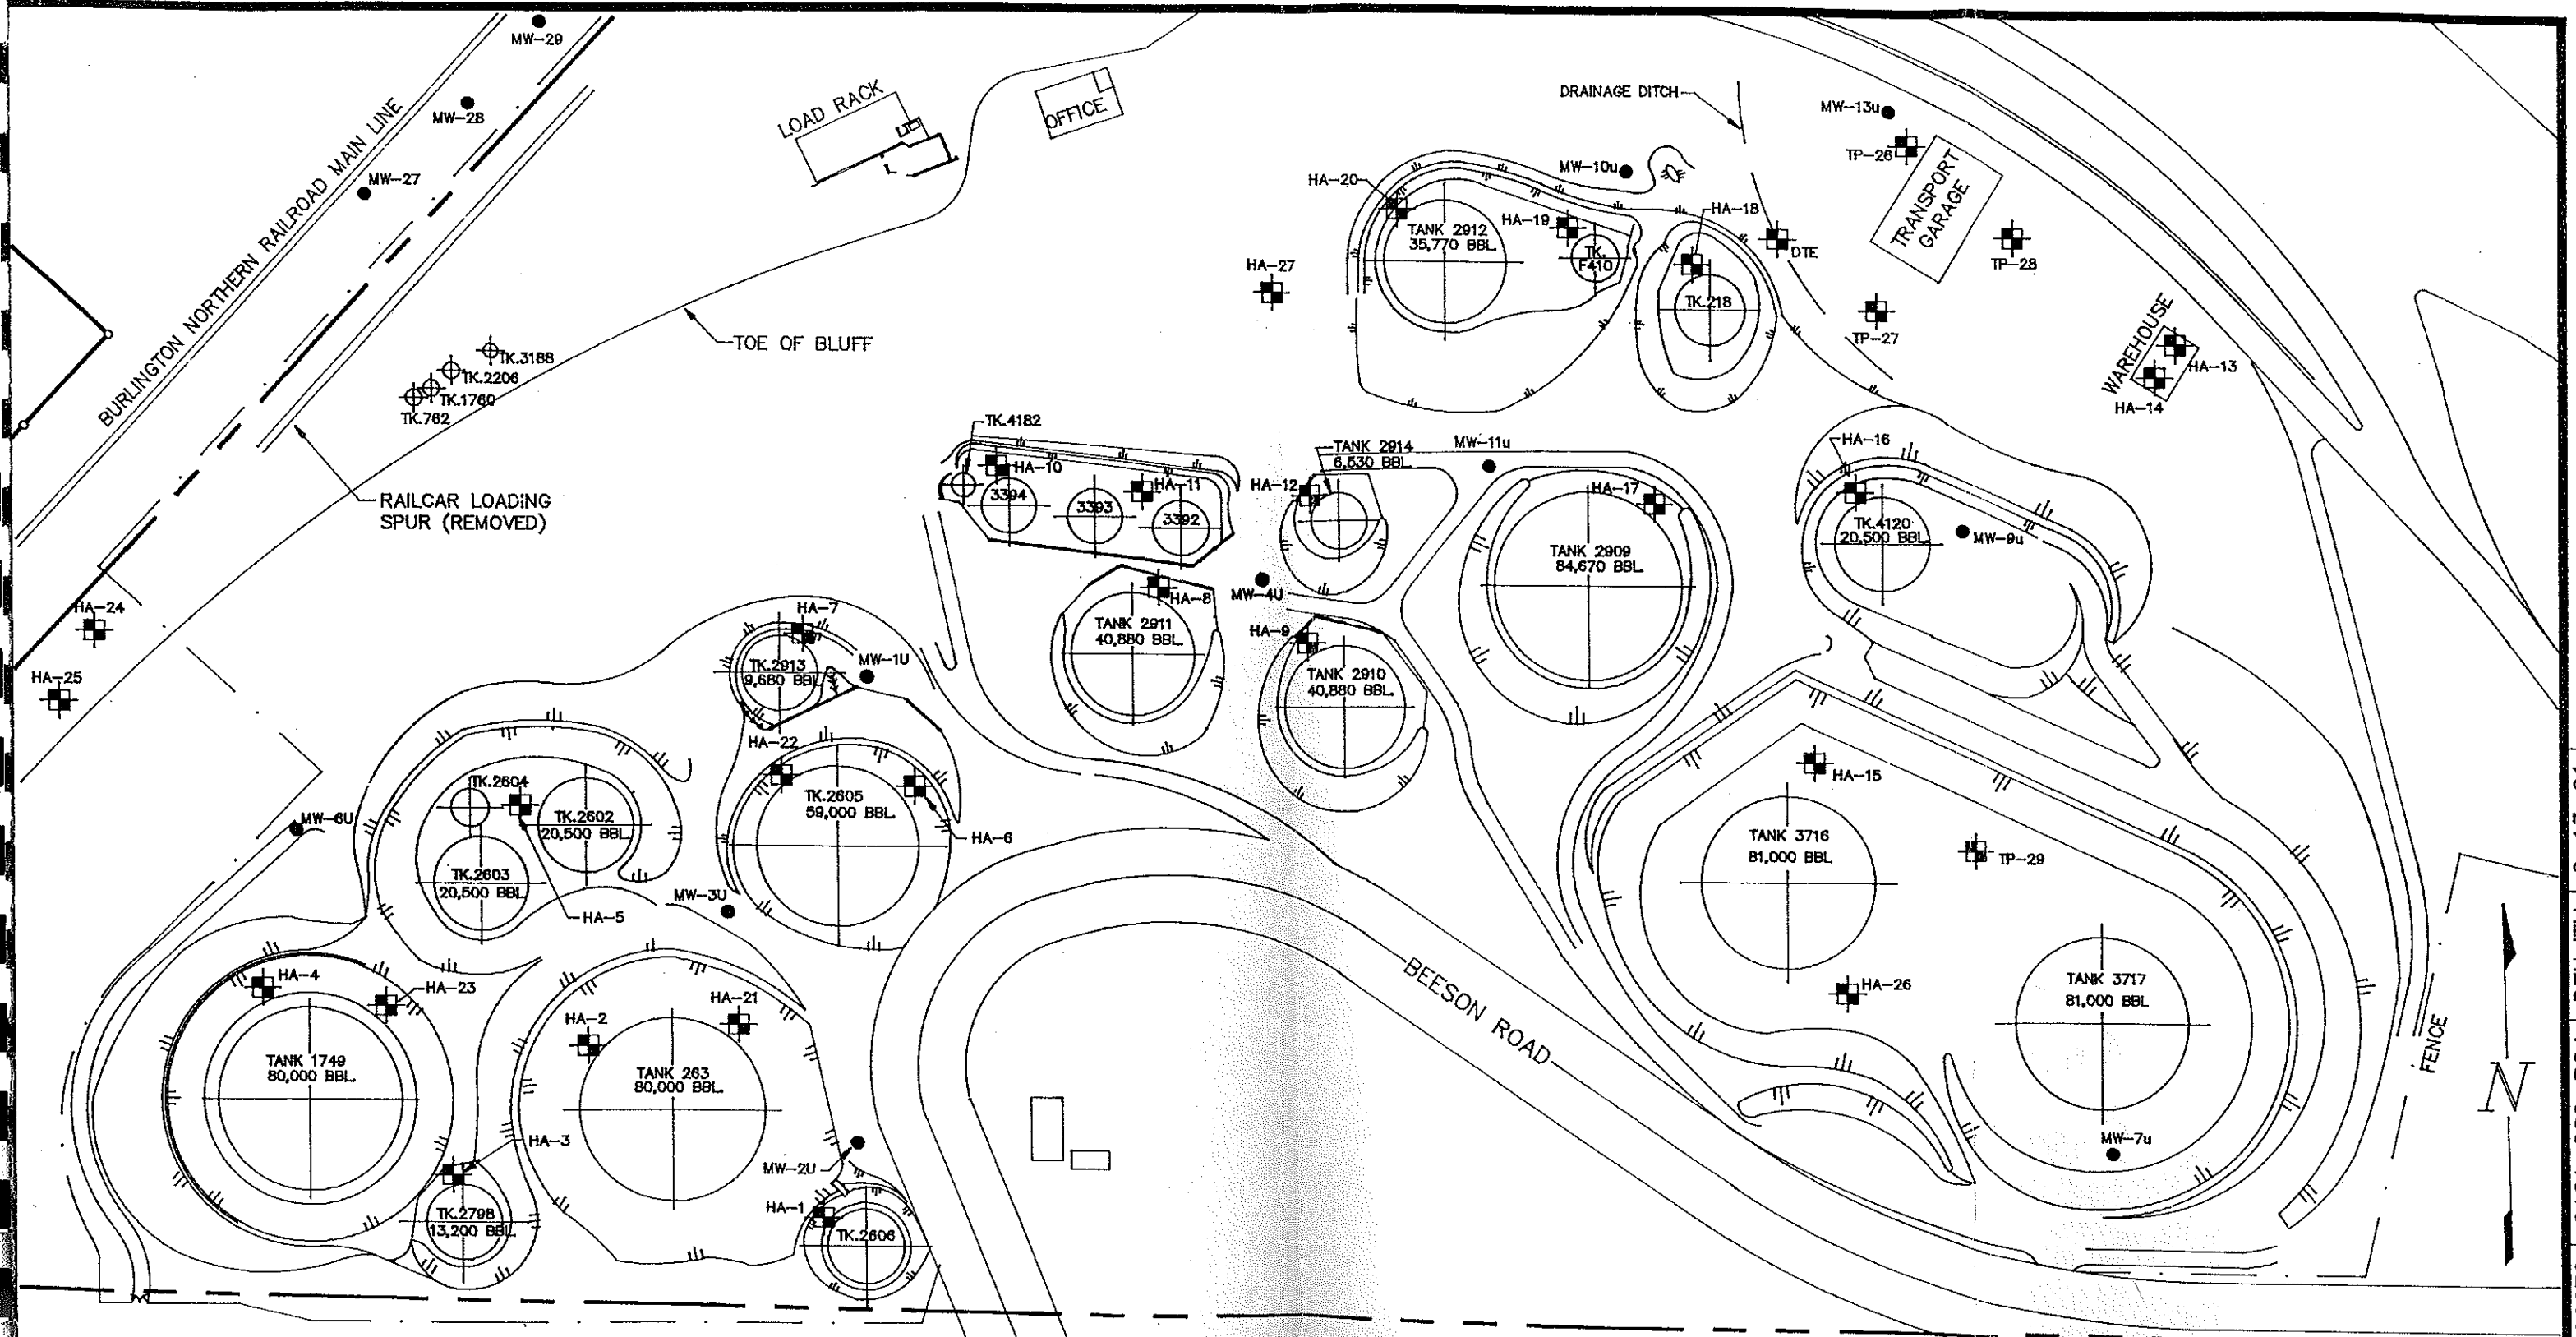 MW-29
MW-28
BURLINGTON NORTHERN RAILROAD MAIN LINE
MW-27
LOAD RACK
OFFICE
DRAINAGE DITCH
MW-13u
TP-26
TRANSPORT
GARAGE
TP-28
TP-27
WAREHOUSE
HA-13
HA-14
MW-10u
HA-20
HA-19
HA-18
DTE
TANK 2912
35,770 BBL.
TK.
F410
TK.218
HA-27
TOE OF BLUFF
TK.3188
TK.2206
TK.1760
TK.762
RAILCAR LOADING
SPUR (REMOVED)
TK.4182
HA-10
HA-11
3394
3393
3392
TANK 2914
6,530 BBL.
HA-12
MW-11u
HA-17
TANK 2909
84,670 BBL.
HA-16
TK.4120
20,500 BBL.
MW-9u
HA-24
HA-25
HA-7
TK.2913
9,680 BBL.
MW-1U
HA-8
TANK 2911
40,880 BBL.
MW-4U
HA-9
TANK 2910
40,880 BBL.
HA-22
TK.2605
59,000 BBL.
HA-6
HA-15
TANK 3716
81,000 BBL.
TP-29
MW-6U
TK.2604
TK.2602
20,500 BBL.
TK.2603
20,500 BBL.
HA-5
MW-3U
HA-4
HA-23
TANK 1749
80,000 BBL.
HA-21
HA-2
TANK 263
80,000 BBL.
BEESON ROAD
HA-26
TANK 3717
81,000 BBL.
FENCE
N
MW-7u
HA-3
MW-2U
HA-1
TK.2798
13,200 BBL.
TK.2606